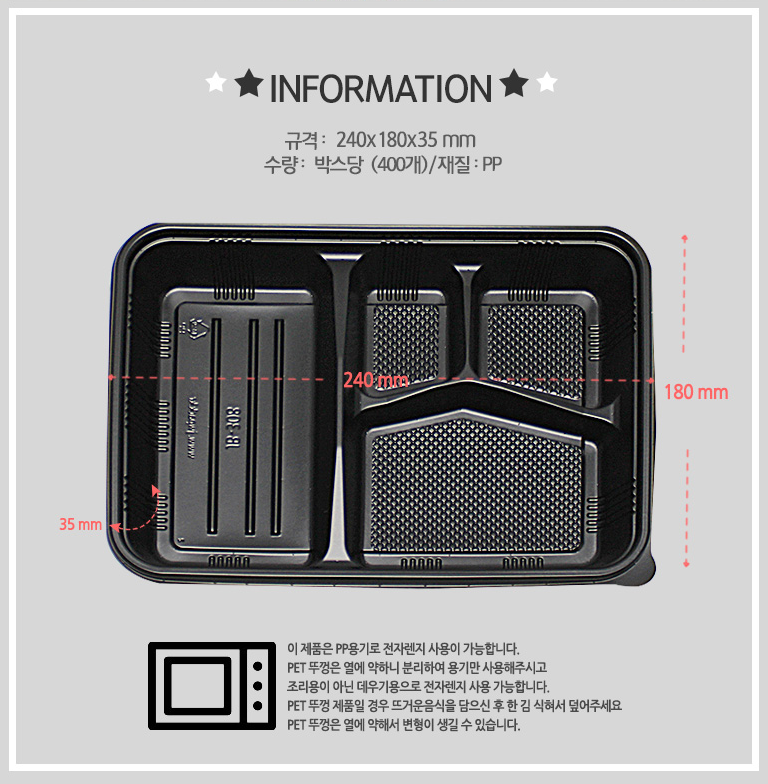 INFORMATION
규격 : 240x180x35 mm
수량 : 박스당 (400개)/재질 : PP
240 mm
180 mm
35 mm
이 제품은 PP용기로 전자렌지 사용이 가능합니다.
PET 뚜껑은 열에 약하니 분리하여 용기만 사용해주시고
조리용이 아닌 데우기용으로 전자렌지 사용 가능합니다.
PET 뚜껑 제품일 경우 뜨거운음식을 담으신 후 한 김 식혀서 덮어주세요
PET 뚜껑은 열에 약해서 변형이 생길 수 있습니다.